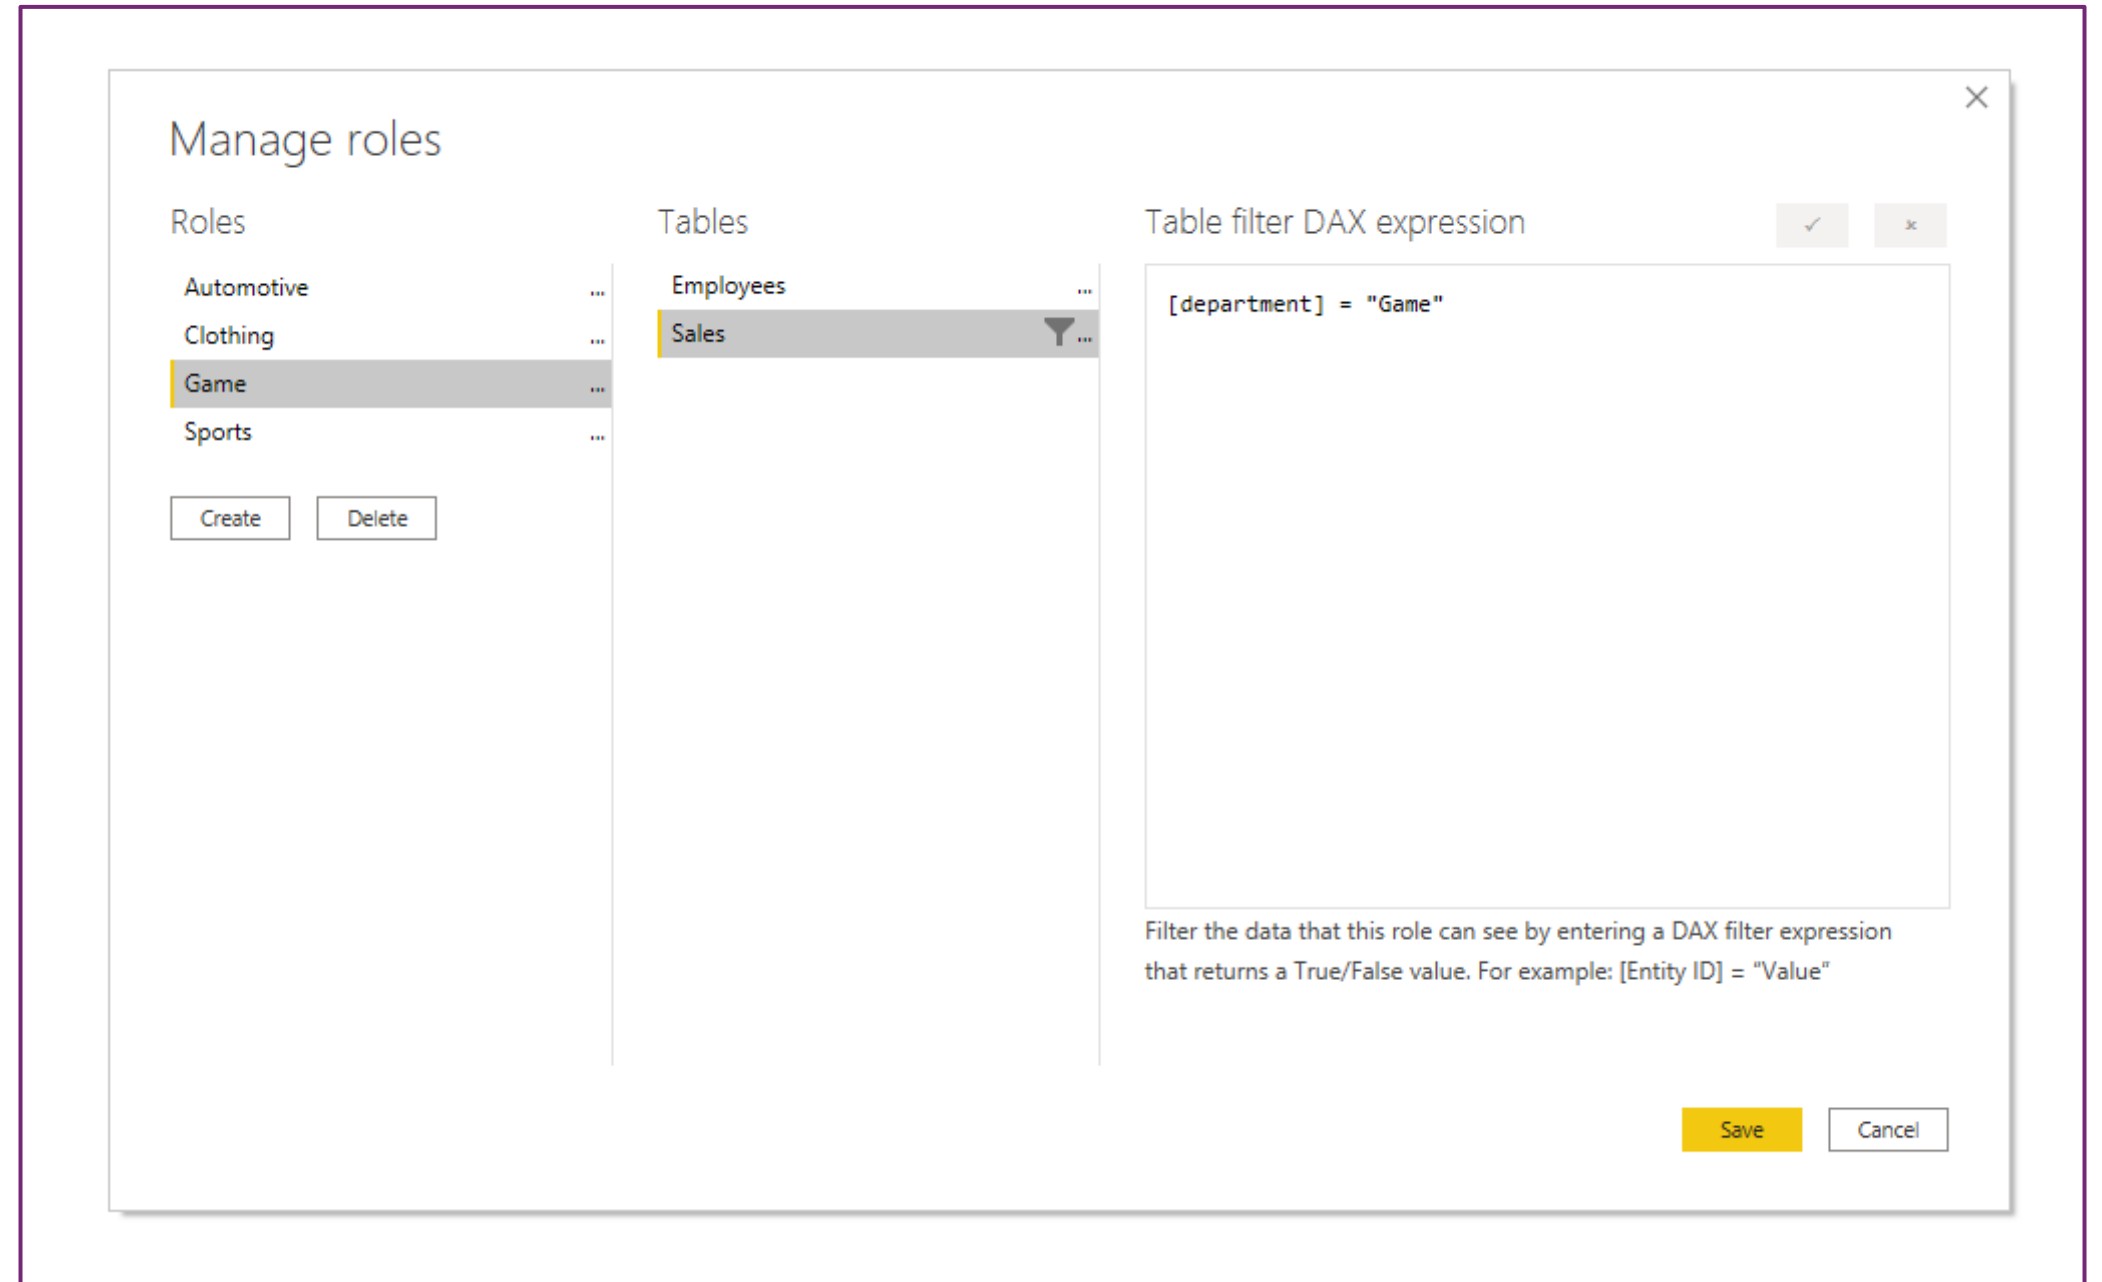 Manage roles
Roles
Automotive ...
Clothing ...
Game ...
Sports ...
Create
Delete
Tables
Employees ...
Sales ...
Table filter DAX expression
[department] = "Game"
Filter the data that this role can see by entering a DAX filter expression
that returns a True/False value. For example: [Entity ID] = “Value”
Save
Cancel